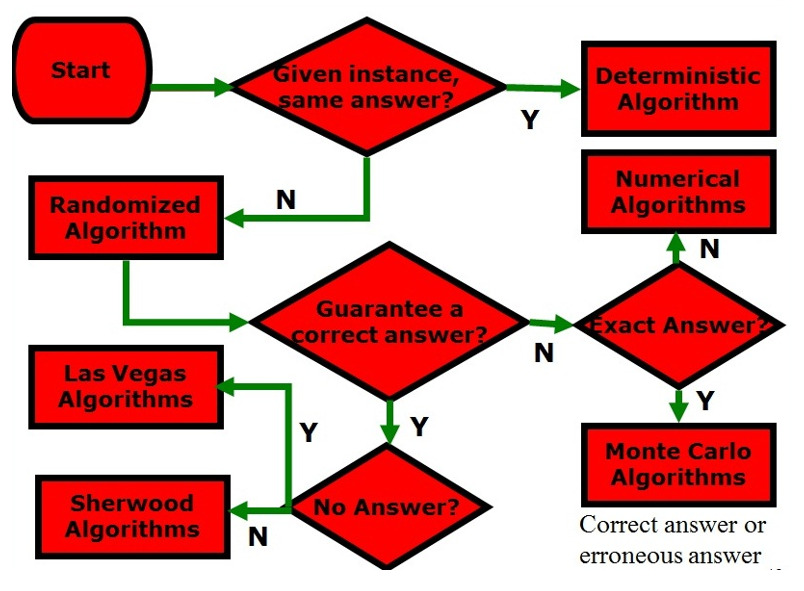 Start
Given instance,
same answer?
Y
Deterministic
Algorithm
N
Randomized
Algorithm
Numerical
Algorithms
N
Guarantee a
correct answer?
N
Exact Answer?
Y
Monte Carlo
Algorithms
Correct answer or
erroneous answer
Y
No Answer?
Y
Las Vegas
Algorithms
N
Sherwood
Algorithms